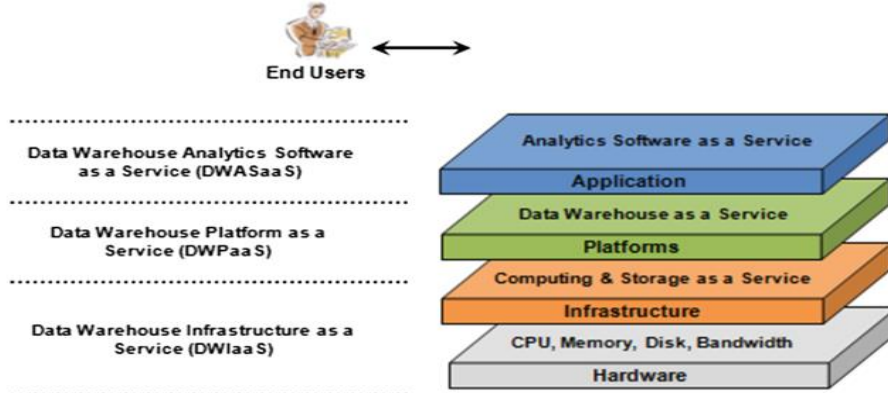 End Users
Data Warehouse Analytics Software
as a Service (DWASaaS)
Data Warehouse Platform as a
Service (DWPaaS)
Data Warehouse Infrastructure as a
Service (DWIaaS)
Analytics Software as a Service
Application
Data Warehouse as a Service
Platforms
Computing & Storage as a Service
Infrastructure
CPU, Memory, Disk, Bandwidth
Hardware